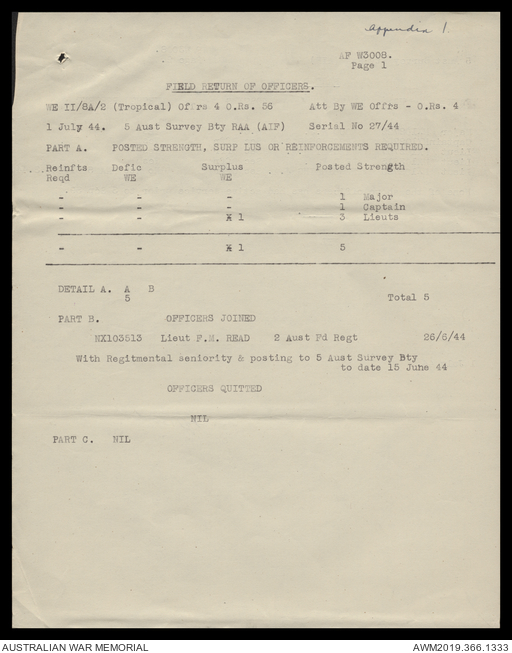 Appendix 1.
AF W3008.
Page 1
FIELD RETURN OF OFFICERS.
WE II/8A/2 (Tropical) Offrs 4 O.Rs. 56 Att By WE Offrs - O.Rs. 4
1 July 44. 5 Aust Survey Bty RAA (AIF) Serial No 27/44
PART A. POSTED STRENGTH, SURP LUS OR REINFORCEMENTS REQUIRED.
Reinfts Defic Surplus Posted Strength
Reqd WE WE
- - - 1 Major
- - - 1 Captain
- - X 1 3 Lieuts
- - X 1 5
DETAIL A. A B
5 Total 5
PART B. OFFICERS JOINED
NX103513 Lieut F.M. READ 2 Aust Fd Regt 26/6/44
With Regitmental seniority & posting to 5 Aust Survey Bty
to date 15 June 44
OFFICERS QUITTED
NIL
PART C. NIL
AUSTRALIAN WAR MEMORIAL AWM2019.366.1333